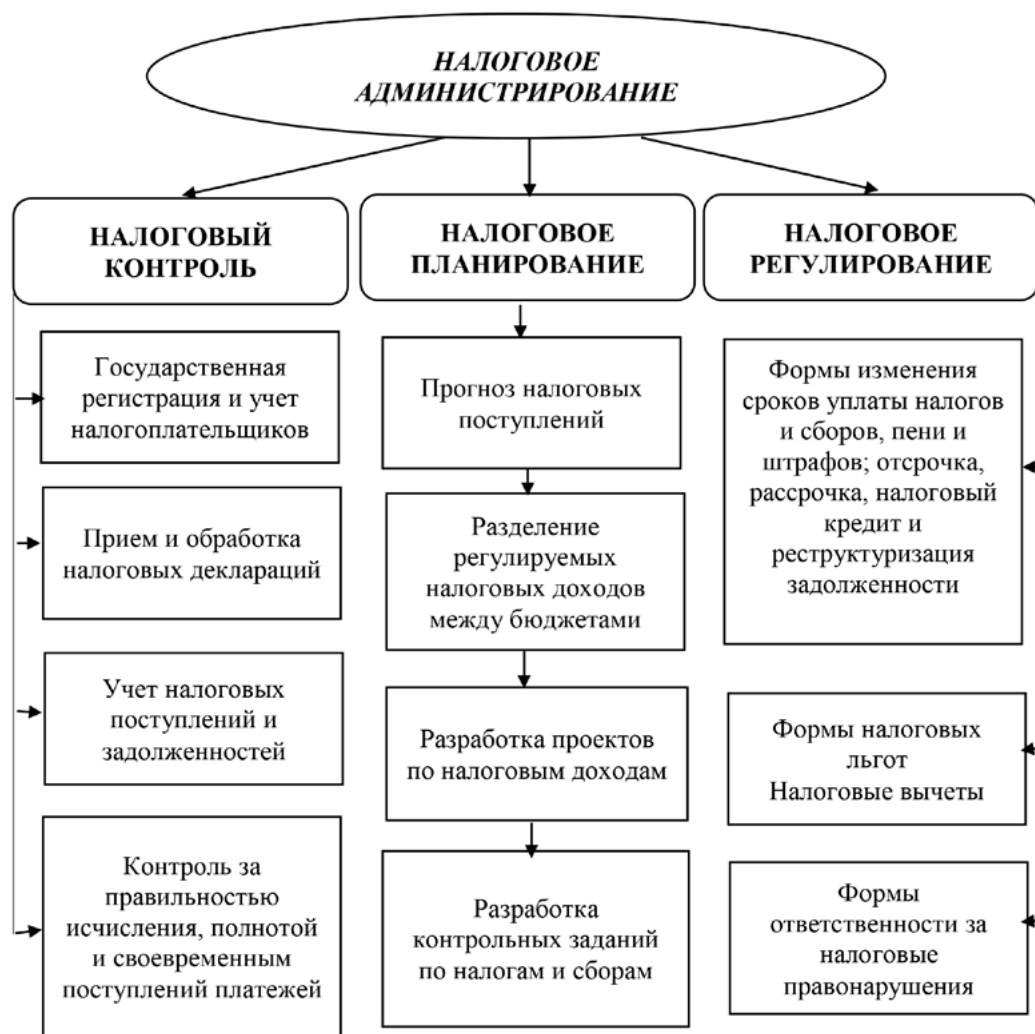 НАЛОГОВОЕ
АДМИНИСТРИРОВАНИЕ
НАЛОГОВЫЙ
КОНТРОЛЬ
Государственная
регистрация и учет
налогоплательщиков
Прием и обработка
налоговых деклараций
Учет налоговых
поступлений и
задолженностей
Контроль за
правильностью
исчисления, полнотой
и своевременным
поступлений платежей
НАЛОГОВОЕ
ПЛАНИРОВАНИЕ
Прогноз налоговых
поступлений
Разделение
регулируемых
налоговых доходов
между бюджетами
Разработка проектов
по налоговым доходам
Разработка
контрольных заданий
по налогам и сборам
НАЛОГОВОЕ
РЕГУЛИРОВАНИЕ
Формы изменения
сроков уплаты налогов
и сборов, пени и
штрафов; отсрочка,
рассрочка, налоговый
кредит и
реструктуризация
задолженности
Формы налоговых
льгот
Налоговые вычеты
Формы
ответственности за
налоговые
правонарушения